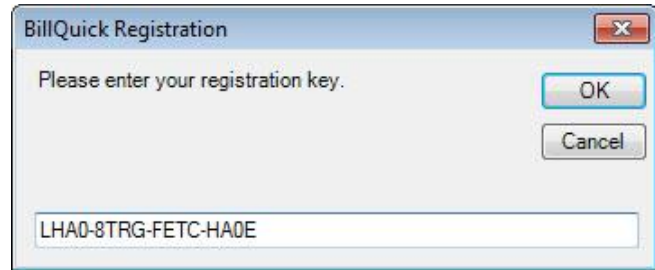 BillQuick Registration
Please enter your registration key.
OK
Cancel
LHA0-8TRG-FETC-HA0E